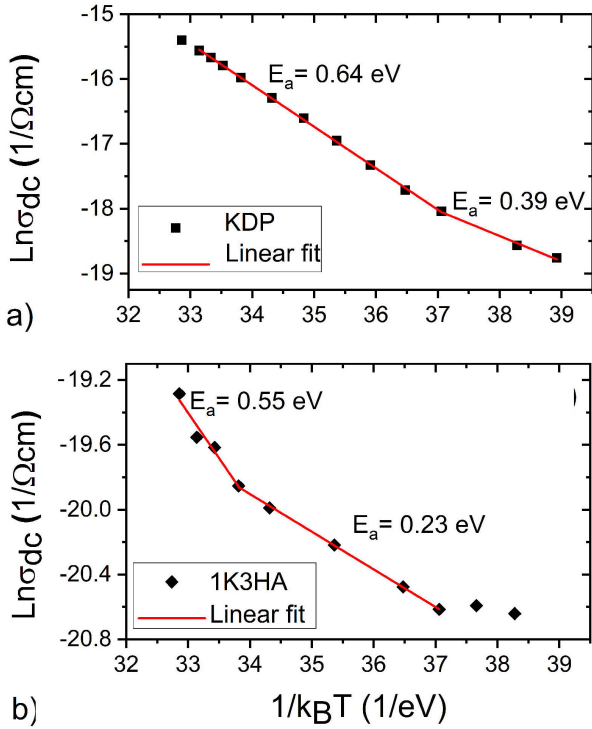 -15
-16
-17
-18
-19
Lnσdc (1/Ωcm)
Ea= 0.64 eV
Ea= 0.39 eV
KDP
Linear fit
32 33 34 35 36 37 38 39
a)
-19.2
-19.6
-20.0
-20.4
-20.8
Lnσdc (1/Ωcm)
Ea= 0.55 eV
Ea= 0.23 eV
1K3HA
Linear fit
32 33 34 35 36 37 38 39
1/kBT (1/eV)
b)